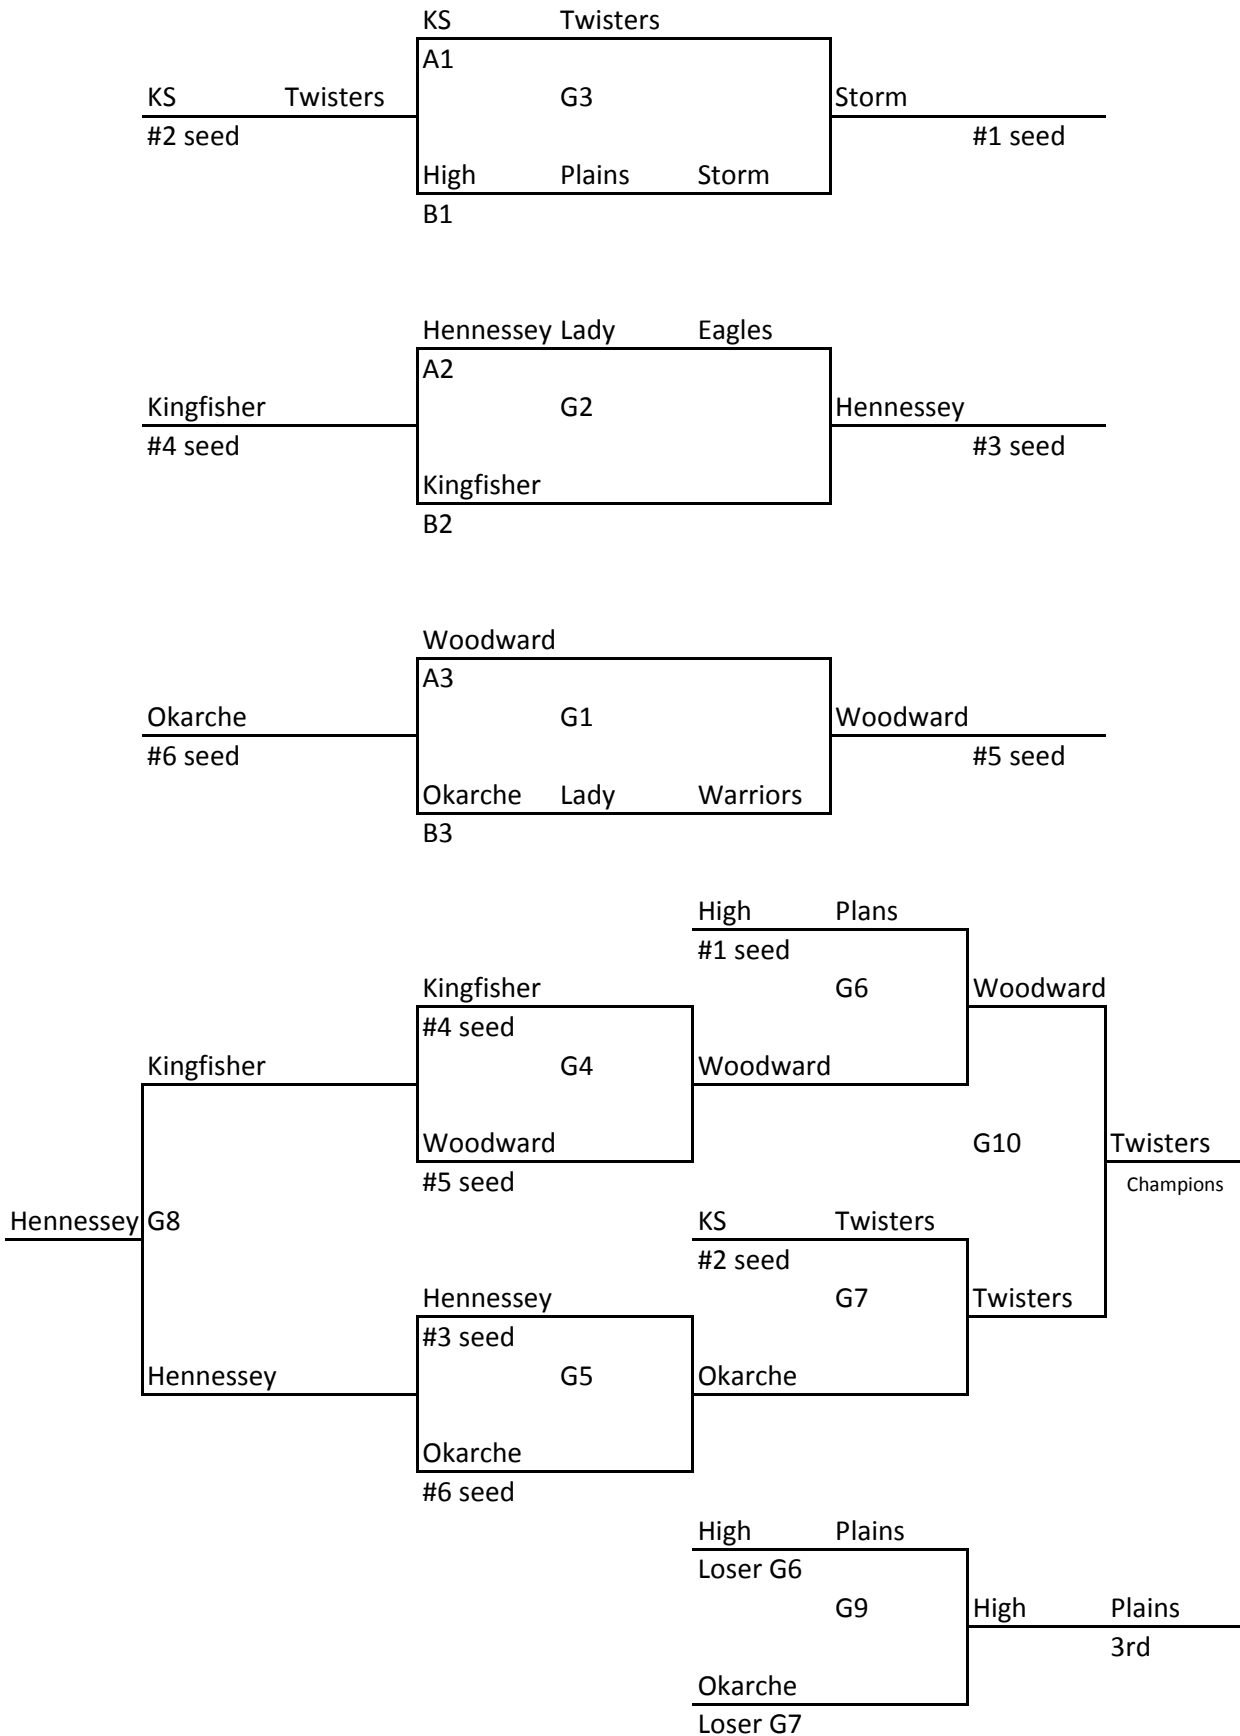 KS Twisters
A1
KS Twisters G3 Storm
#2 seed #1 seed
High Plains Storm
B1
Hennessey Lady Eagles
A2
Kingfisher G2 Hennessey
#4 seed #3 seed
Kingfisher
B2
Woodward
A3
Okarche G1 Woodward
#6 seed #5 seed
Okarche Lady Warriors
B3
High Plans
#1 seed
Kingfisher G6 Woodward
#4 seed
Kingfisher G4 Woodward
Woodward G10 Twisters
#5 seed Champions
Hennessey G8 KS Twisters
#2 seed
Hennessey G7 Twisters
#3 seed
Hennessey G5 Okarche
Okarche
#6 seed
High Plains
Loser G6
G9 High Plains
3rd
Okarche
Loser G7